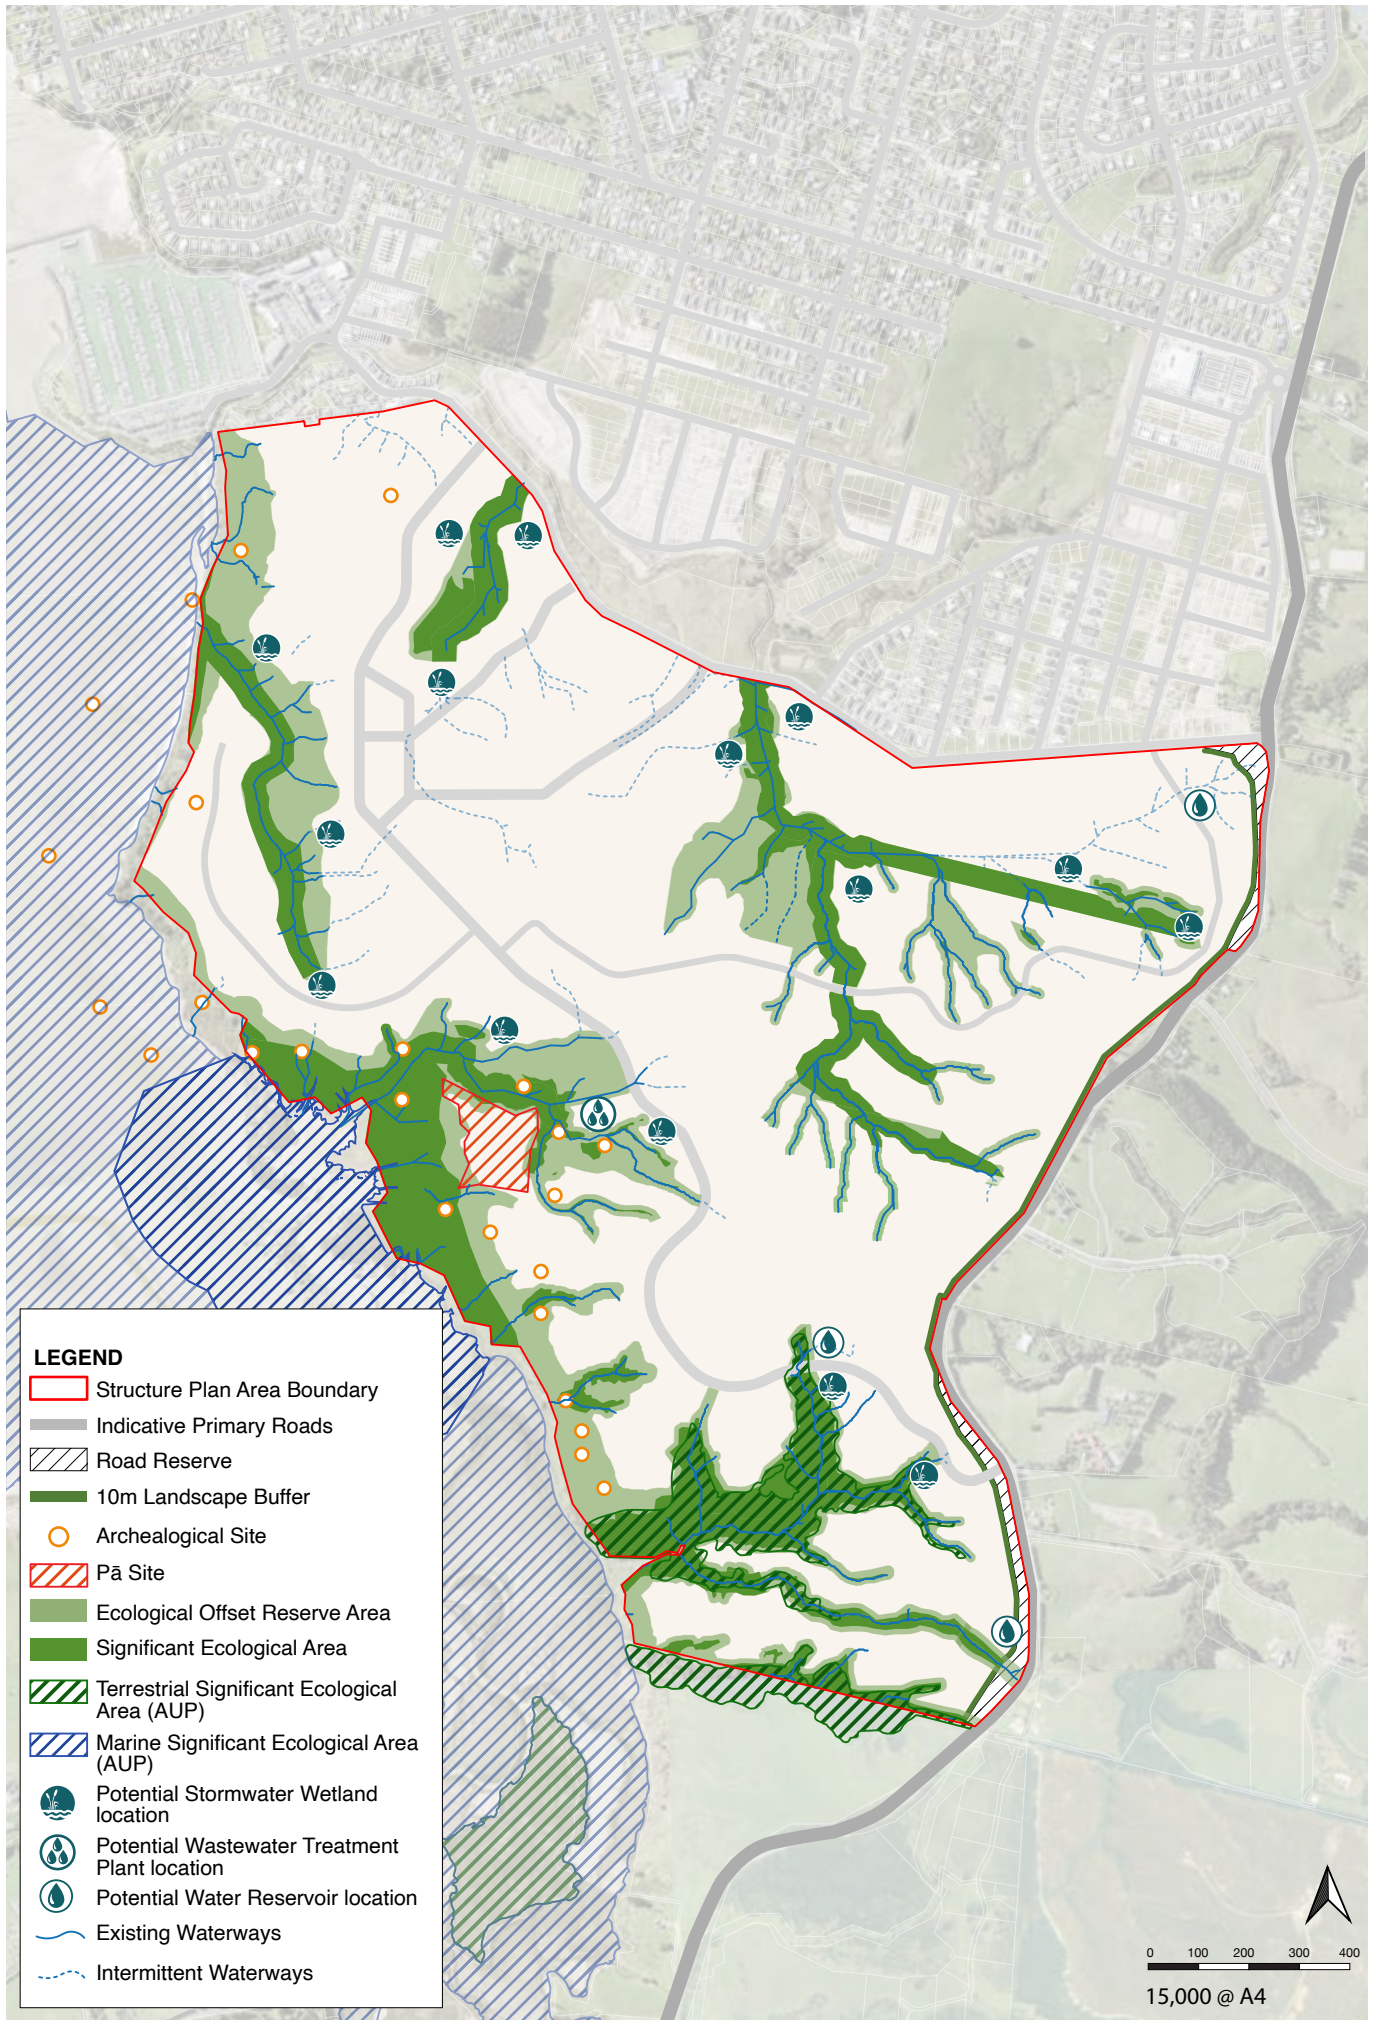 LEGEND
Structure Plan Area Boundary
Indicative Primary Roads
Road Reserve
10m Landscape Buffer
Archealogical Site
Pā Site
Ecological Offset Reserve Area
Significant Ecological Area
Terrestrial Significant Ecological
Area (AUP)
Marine Significant Ecological Area
(AUP)
Potential Stormwater Wetland
location
Potential Wastewater Treatment
Plant location
Potential Water Reservoir location
Existing Waterways
Intermittent Waterways
0 100 200 300 400
15,000 @ A4